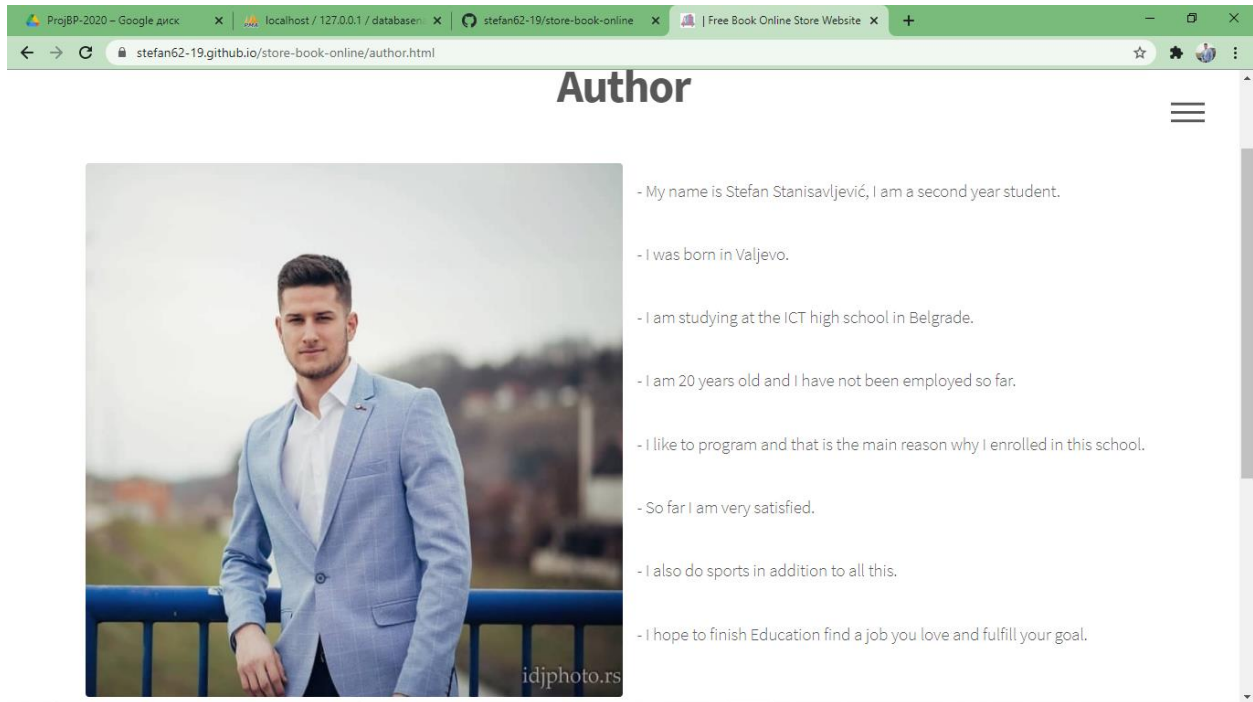 ProjBP-2020 – Google диск
localhost / 127.0.0.1 / databasen
stefan62-19/store-book-online
| Free Book Online Store Website
stefan62-19.github.io/store-book-online/author.html
Author
- My name is Stefan Stanisavljević, I am a second year student.
- I was born in Valjevo.
- I am studying at the ICT high school in Belgrade.
- I am 20 years old and I have not been employed so far.
- I like to program and that is the main reason why I enrolled in this school.
- So far I am very satisfied.
- I also do sports in addition to all this.
- I hope to finish Education find a job you love and fulfill your goal.
idjphoto.rs